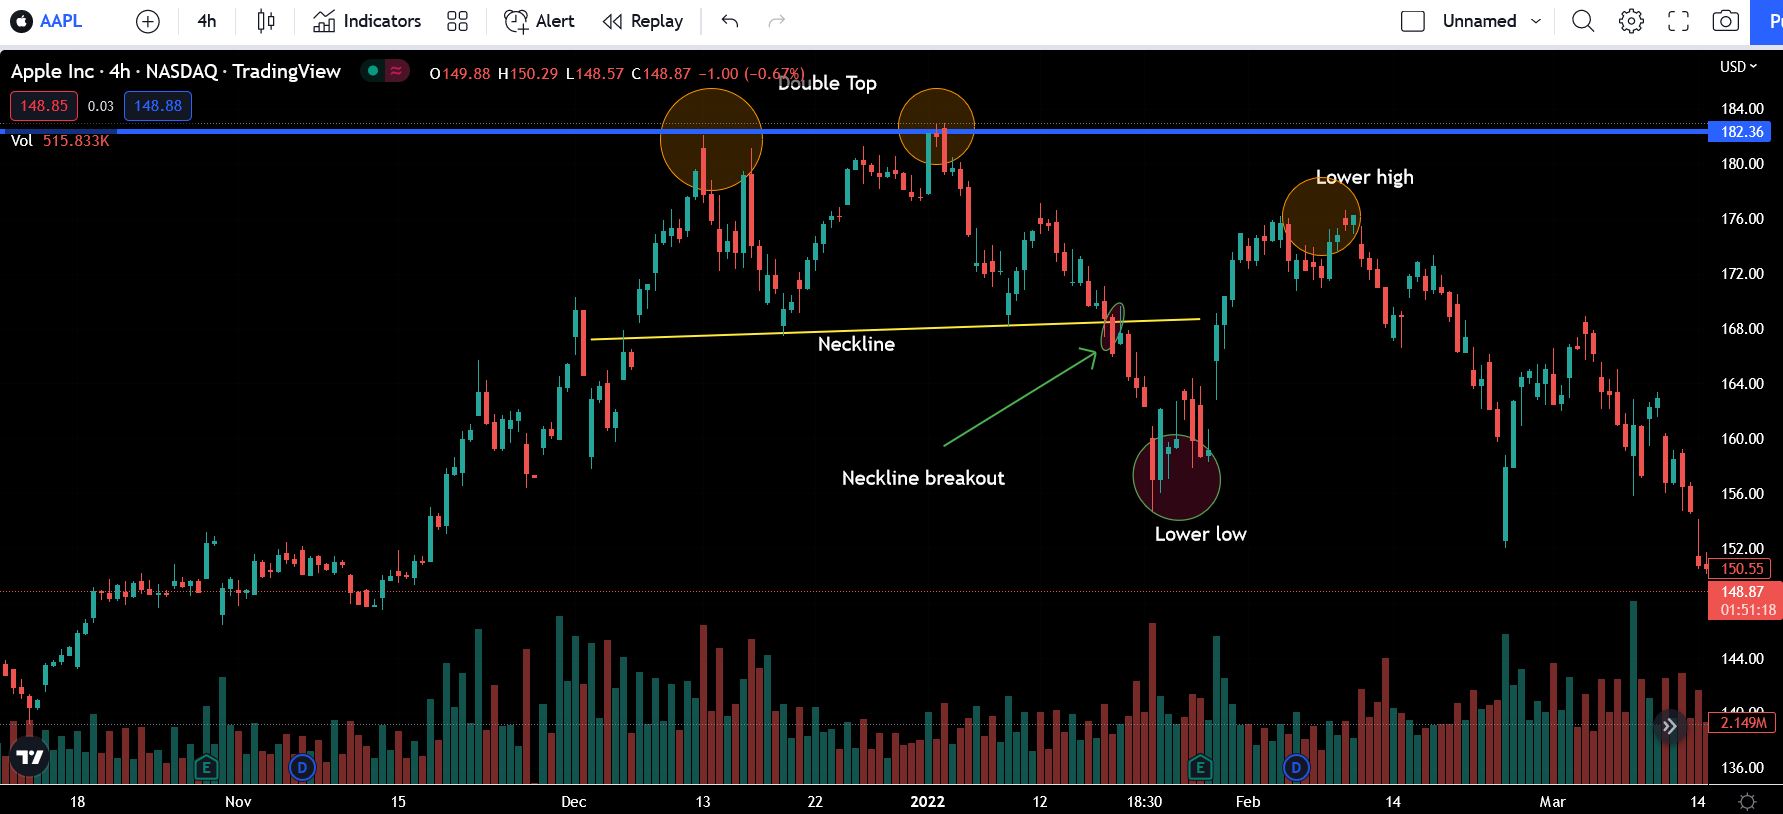 AAPL 4h Indicators Alert Replay Unnamed
Apple Inc · 4h · NASDAQ · TradingView O149.88 H150.29 L148.57 C148.87 −1.00 (−0.67%) USD
Double Top
148.85 0.03 148.88
184.00
182.36
Vol 515.833K
180.00
Lower high
176.00
172.00
168.00
Neckline
164.00
160.00
Neckline breakout
156.00
Lower low
152.00
150.55
148.87
01:51:18
144.00
140.00
2.149M
E D E D
136.00
18 Nov 15 Dec 13 22 2022 12 18:30 Feb 14 Mar 14